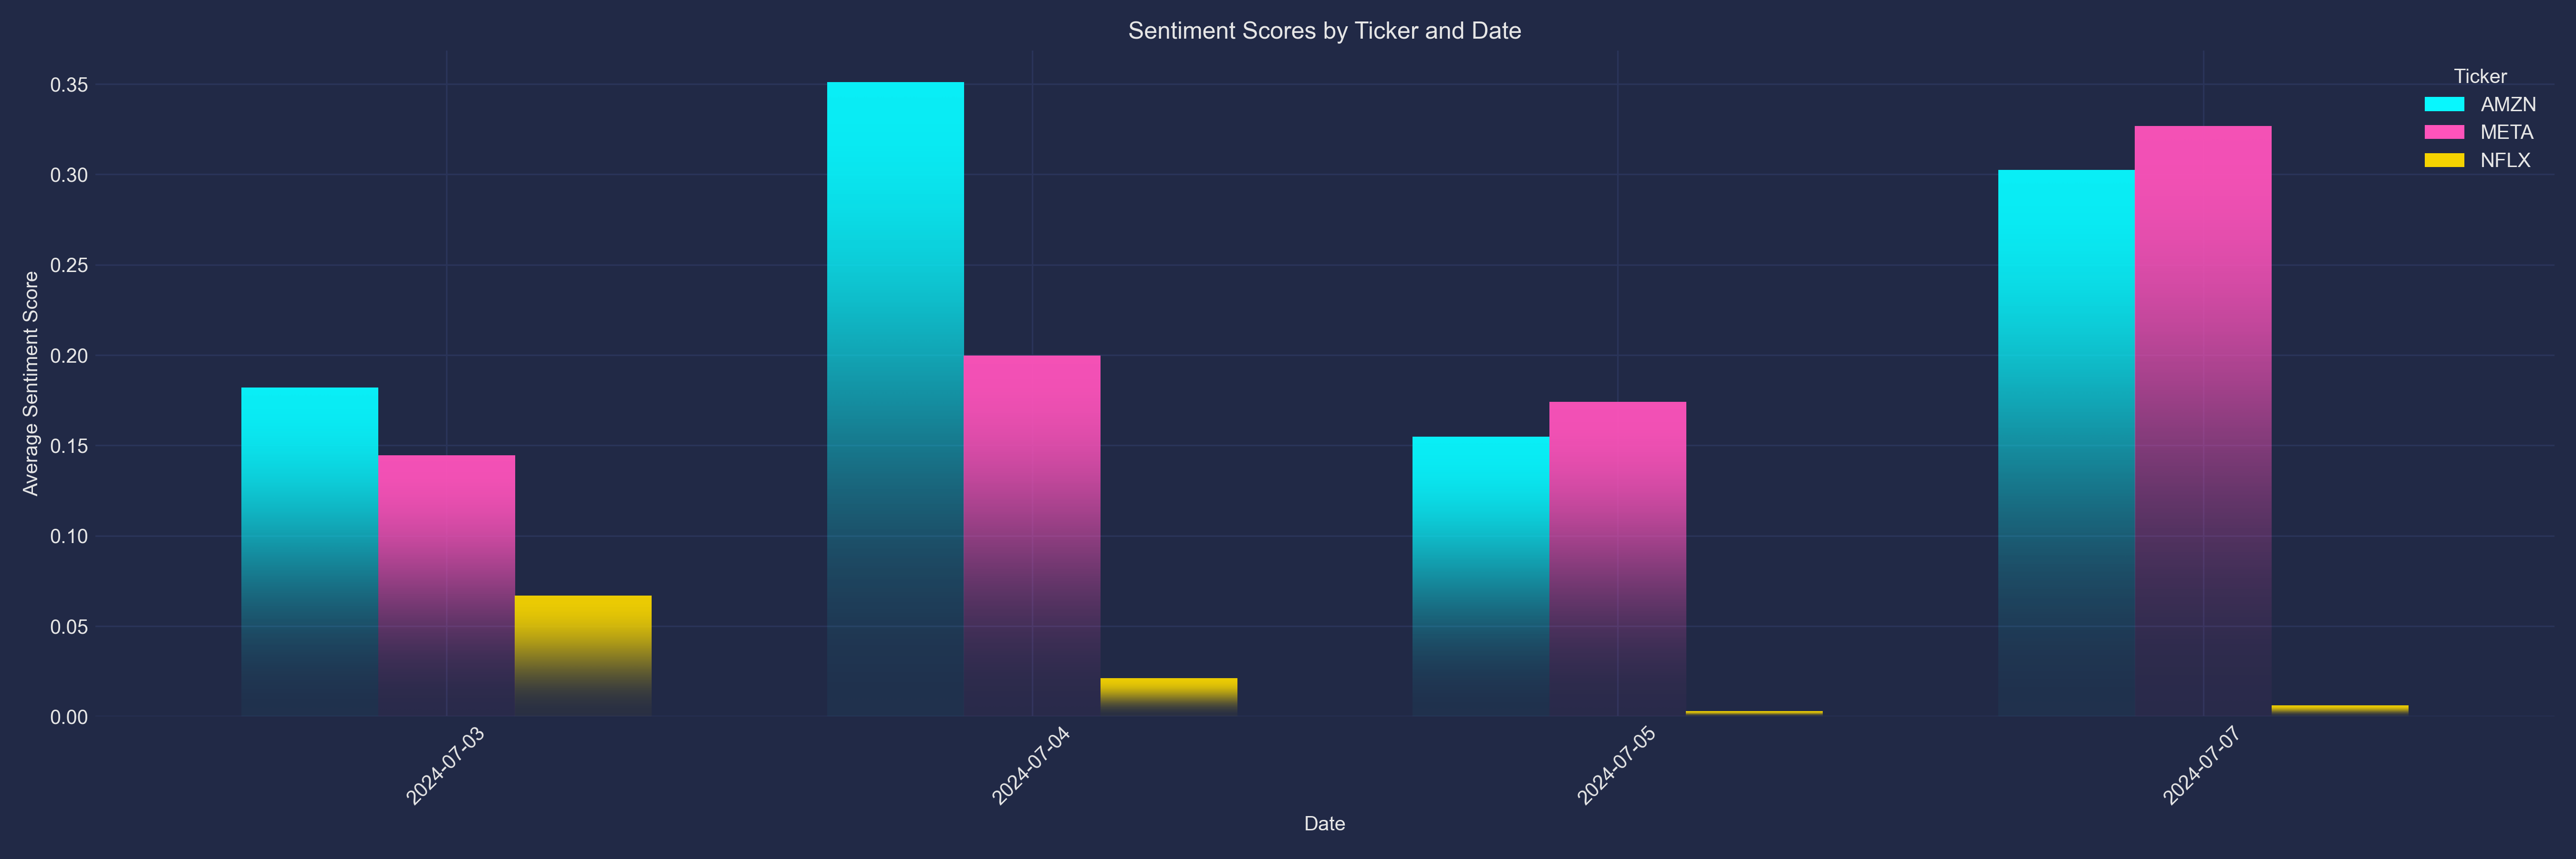 Sentiment Scores by Ticker and Date
Ticker
AMZN
META
NFLX
Average Sentiment Score
0.35
0.30
0.25
0.20
0.15
0.10
0.05
0.00
2024-07-03
2024-07-04
2024-07-05
2024-07-07
Date